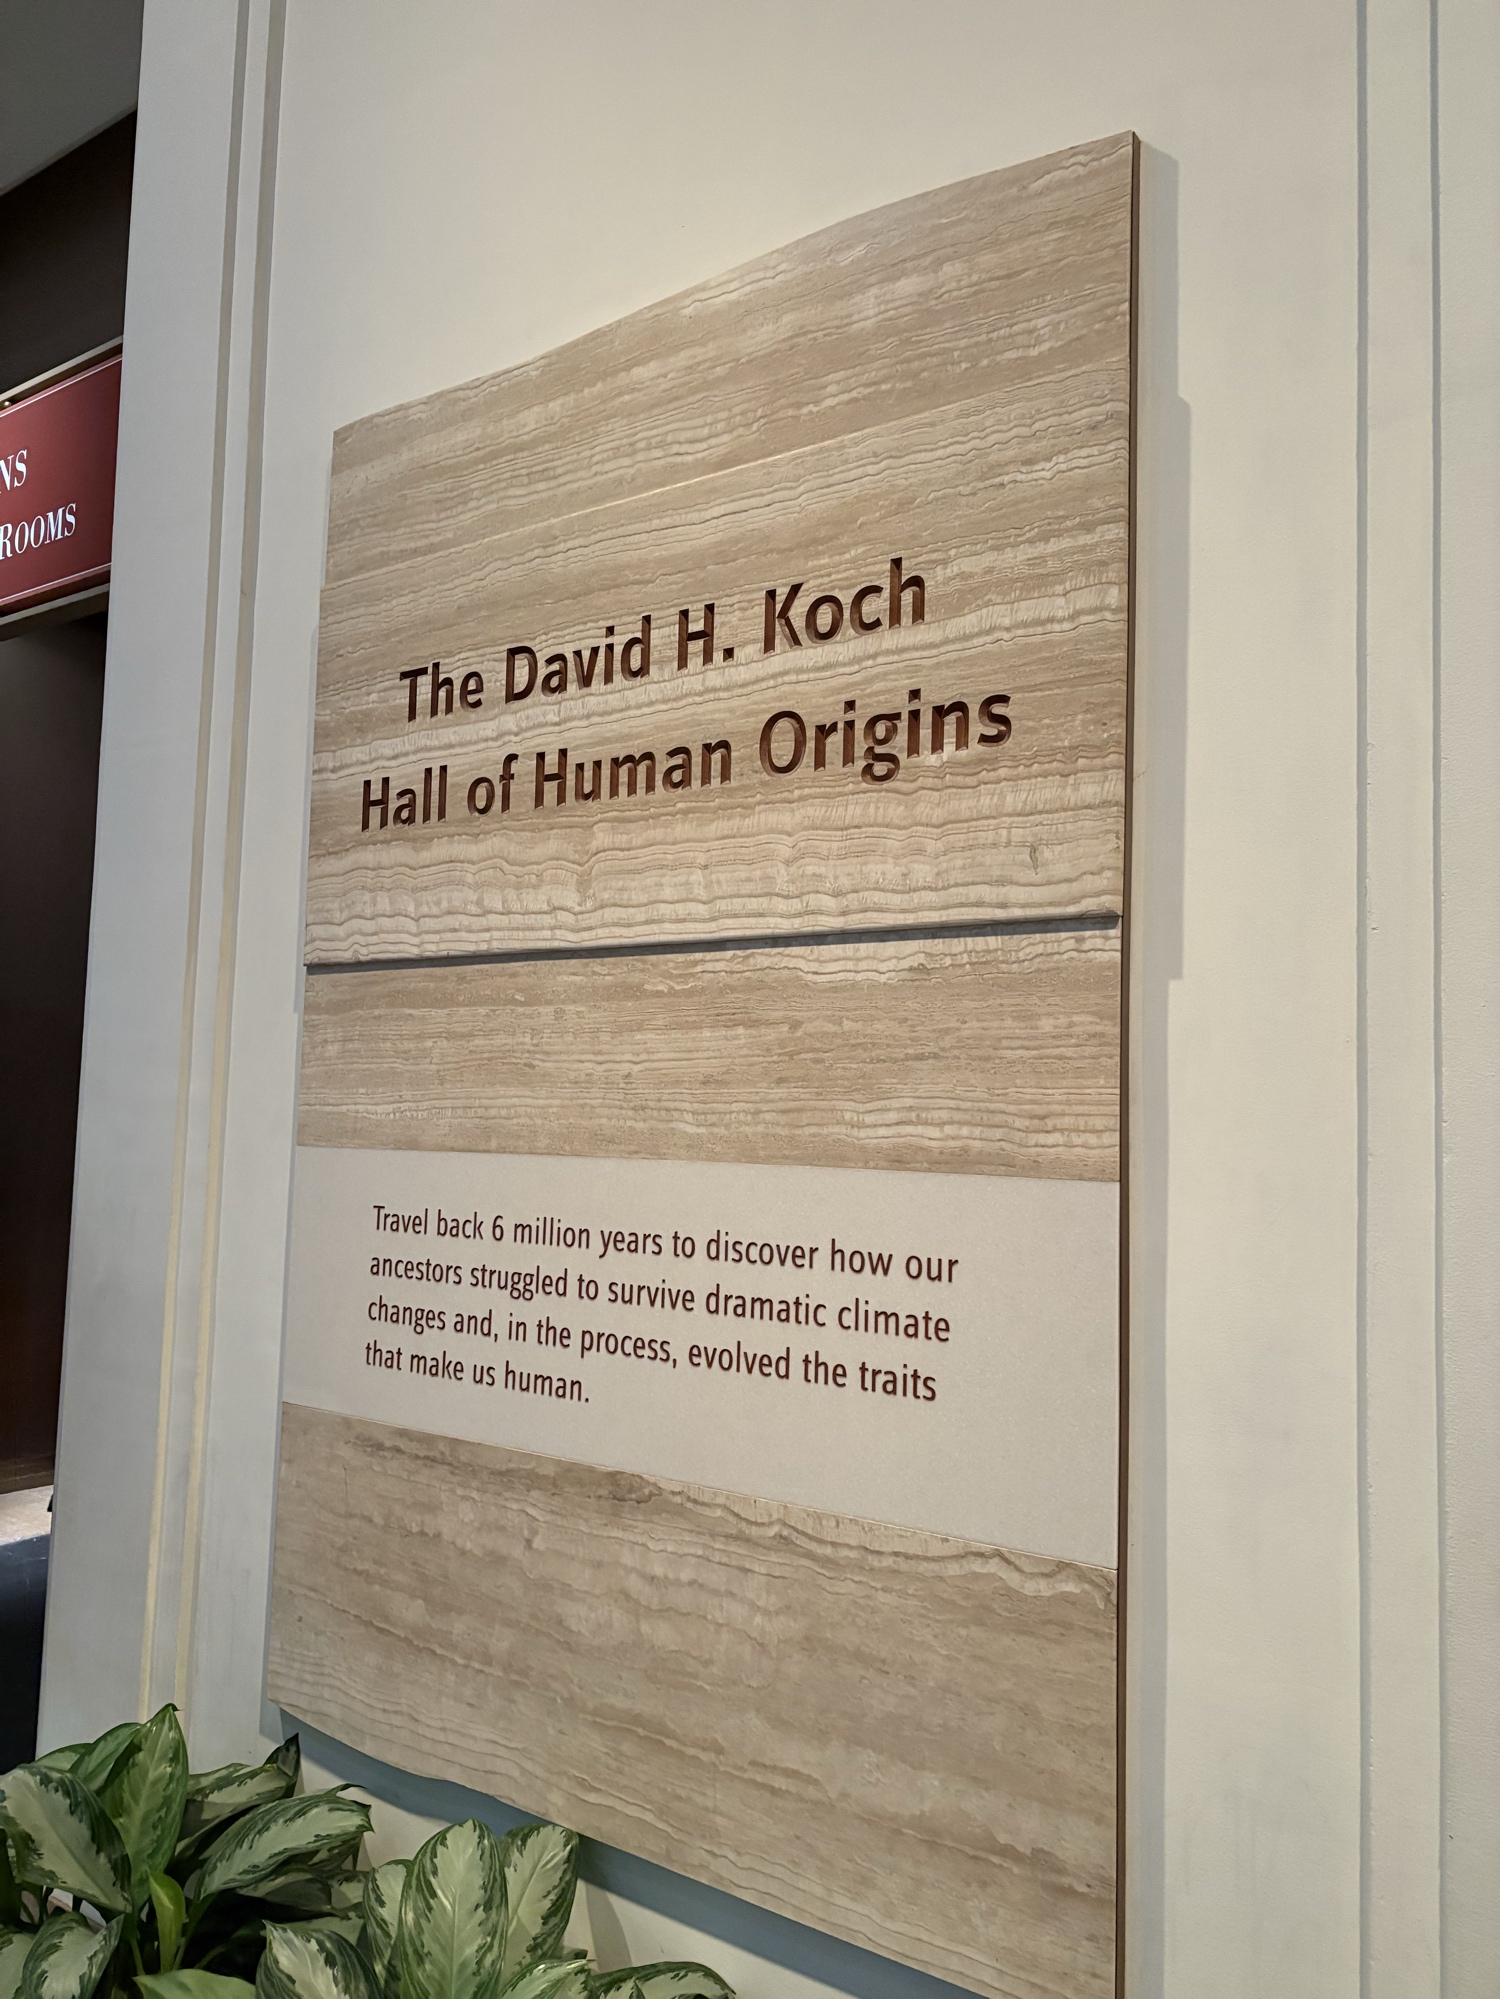 NS
ROOMS
The David H. Koch
Hall of Human Origins
Travel back 6 million years to discover how our
ancestors struggled to survive dramatic climate
changes and, in the process, evolved the traits
that make us human.